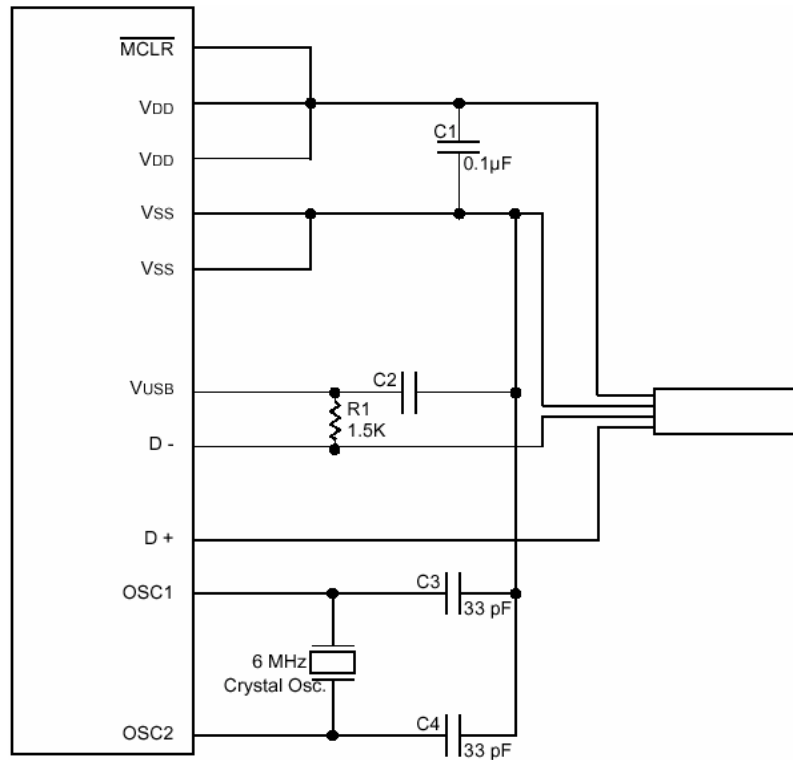 MCLR
VDD
C1
0.1µF
VDD
VSS
VSS
VUSB
C2
R1
1.5K
D -
D +
OSC1
C3
33 pF
6 MHz
Crystal Osc.
OSC2
C4
33 pF